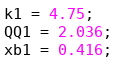 k1 = 4.75;
QQ1 = 2.036;
xb1 = 0.416;